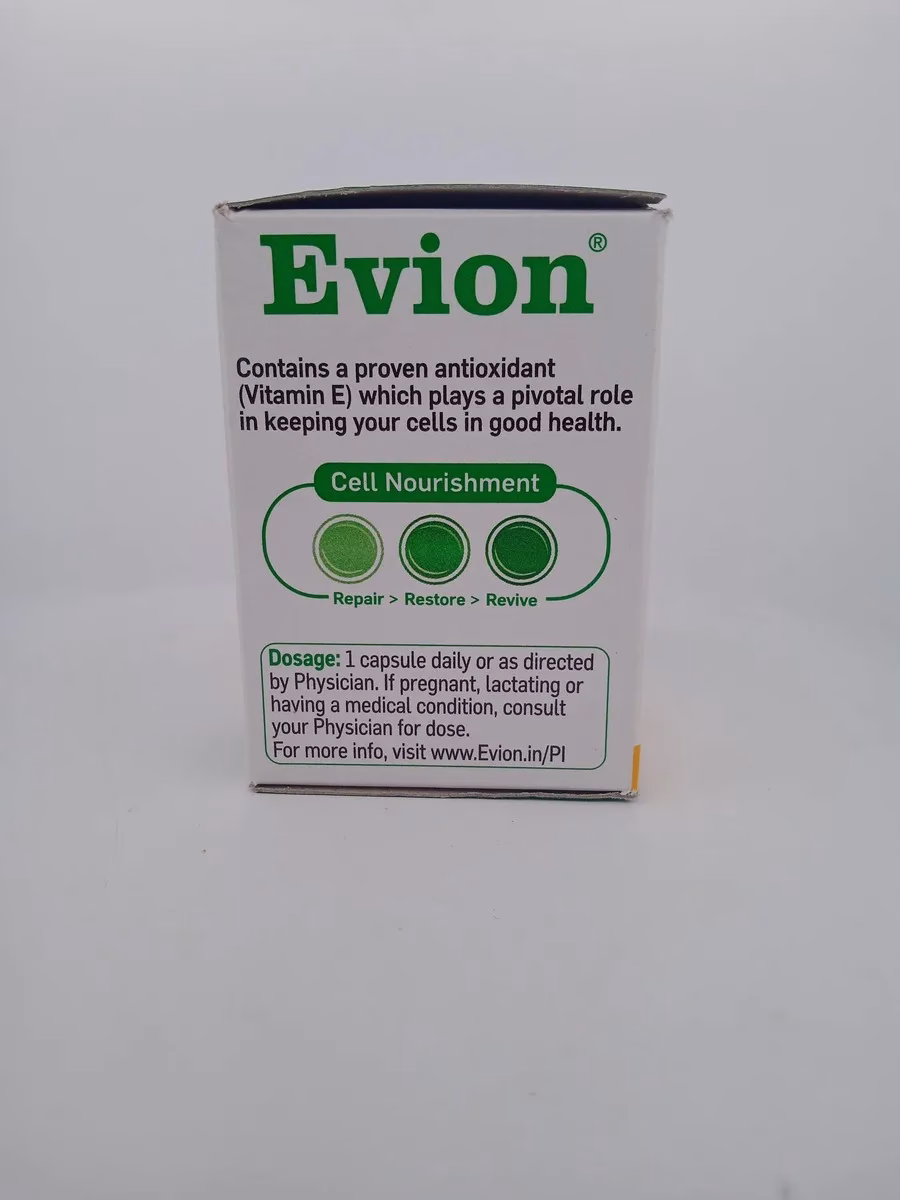 Evion®
Contains a proven antioxidant
(Vitamin E) which plays a pivotal role
in keeping your cells in good health.
Cell Nourishment
Repair > Restore > Revive
Dosage: 1 capsule daily or as directed
by Physician. If pregnant, lactating or
having a medical condition, consult
your Physician for dose.
For more info, visit www.Evion.in/PI